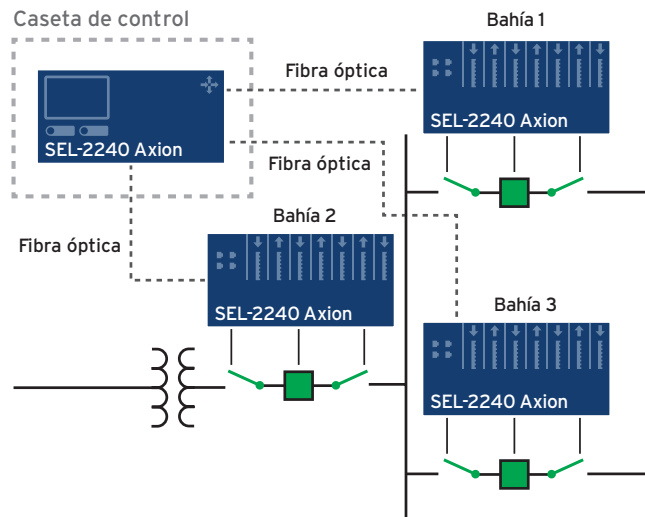 Caseta de control
SEL-2240 Axion
Fibra óptica
Bahía 1
SEL-2240 Axion
Fibra óptica
Fibra óptica
Bahía 2
SEL-2240 Axion
Bahía 3
SEL-2240 Axion